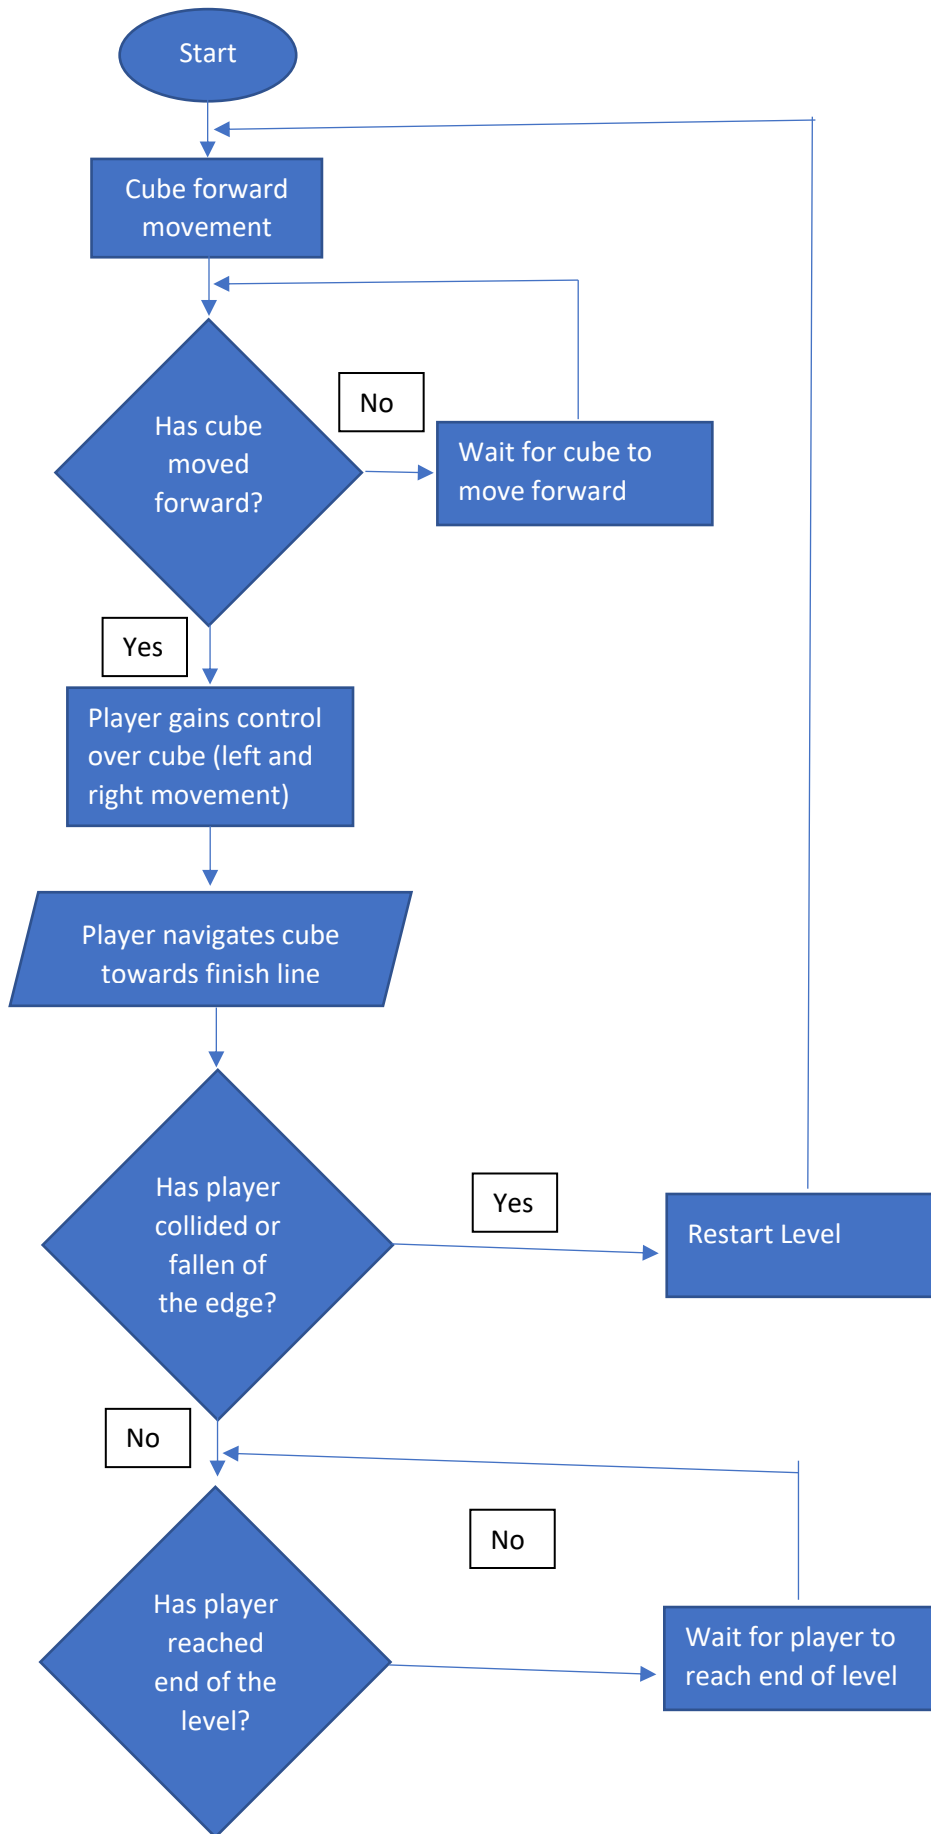 Start
Cube forward
movement
Has cube
moved
forward?
No
Wait for cube to
move forward
Yes
Player gains control
over cube (left and
right movement)
Player navigates cube
towards finish line
Has player
collided or
fallen of
the edge?
Yes
Restart Level
No
No
Has player
reached
end of the
level?
Wait for player to
reach end of level